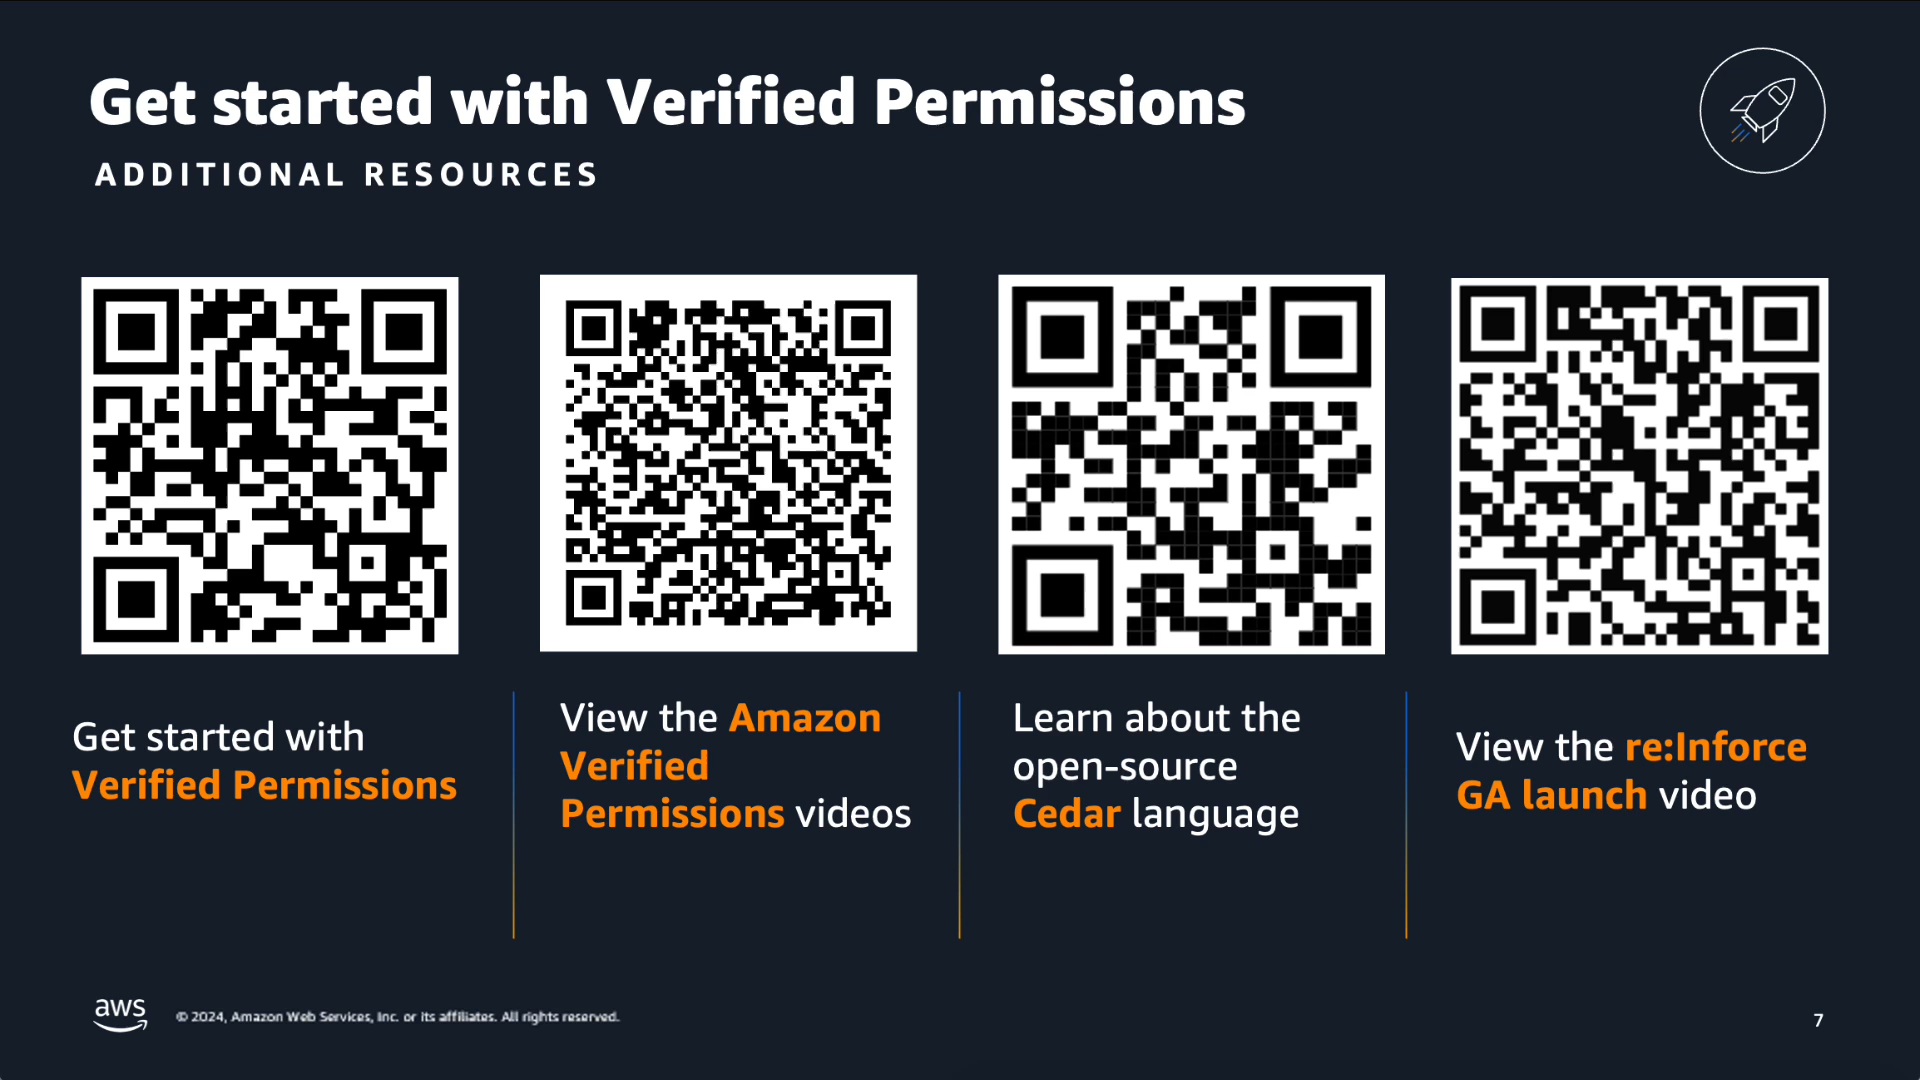 Get started with Verified Permissions
ADDITIONAL RESOURCES
Get started with
Verified Permissions
View the Amazon
Verified
Permissions videos
Learn about the
open-source
Cedar language
View the re:Inforce
GA launch video
aws
© 2024, Amazon Web Services, Inc. or its affiliates. All rights reserved.
7